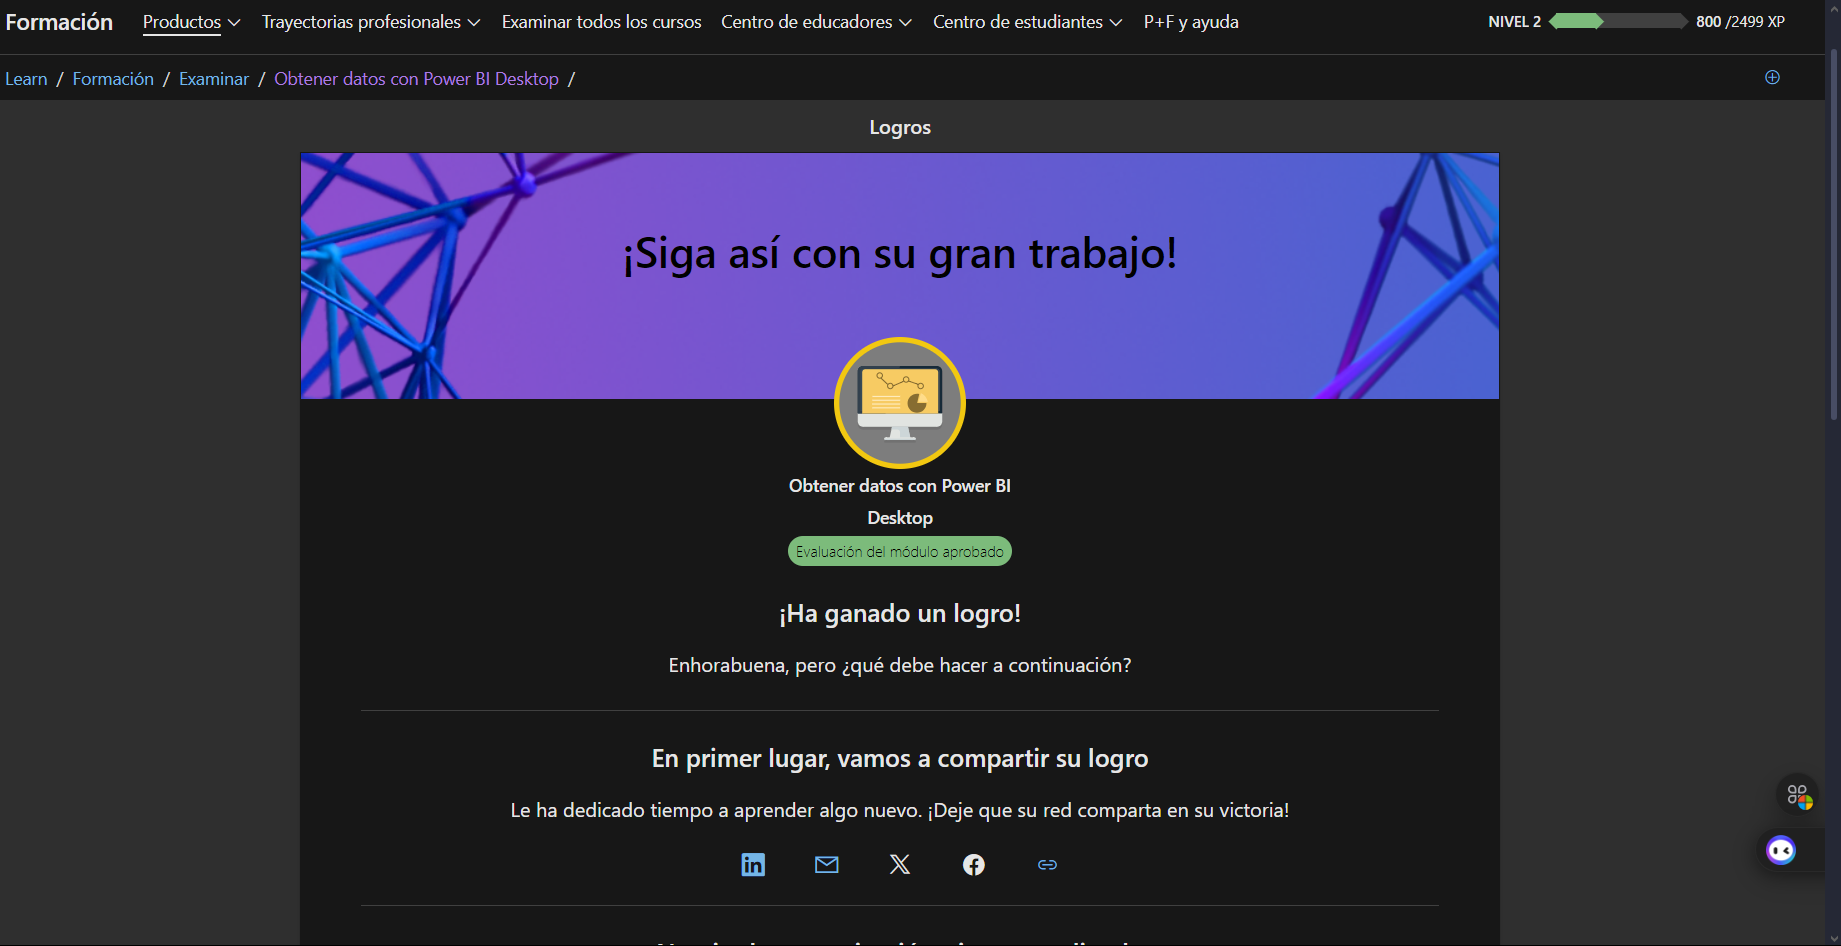 Formación Productos Trayectorias profesionales Examinar todos los cursos Centro de educadores Centro de estudiantes P+F y ayuda NIVEL 2 800 /2499 XP
Learn / Formación / Examinar / Obtener datos con Power BI Desktop /
Logros
¡Siga así con su gran trabajo!
Obtener datos con Power BI
Desktop
Evaluación del módulo aprobado
¡Ha ganado un logro!
Enhorabuena, pero ¿qué debe hacer a continuación?
En primer lugar, vamos a compartir su logro
Le ha dedicado tiempo a aprender algo nuevo. ¡Deje que su red comparta en su victoria!